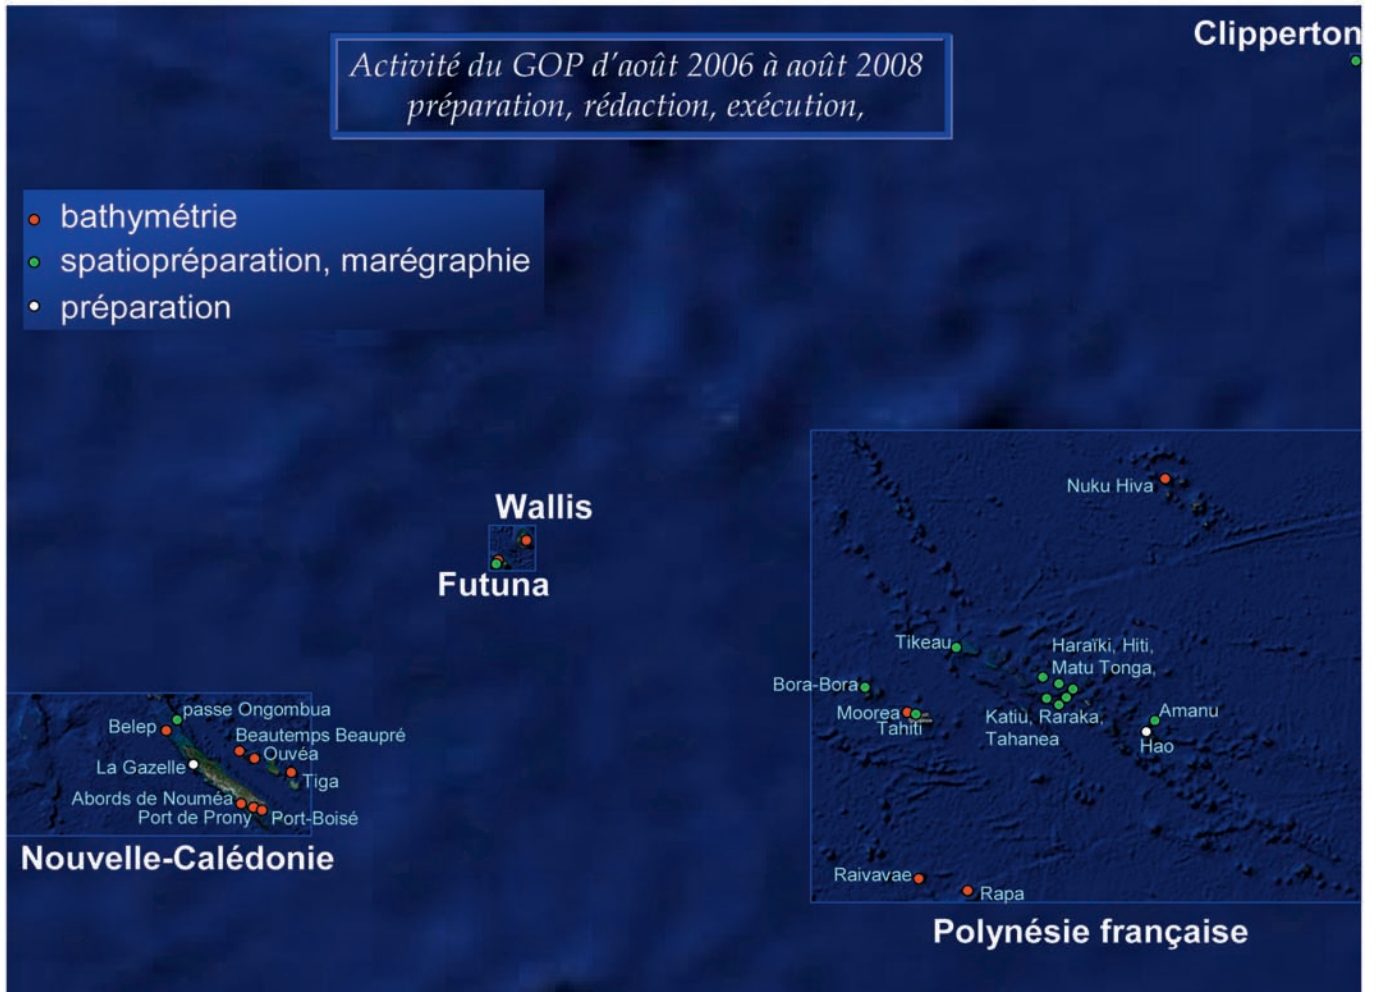 Clipperton
Activité du GOP d'août 2006 à août 2008
préparation, rédaction, exécution,
bathymétrie
spatiopréparation, marégraphie
préparation
Wallis
Futuna
passe Ongombua
Belep
Beautemps Beaupré
Ouvéa
La Gazelle
Tiga
Abords de Nouméa
Port de Prony
Port-Boisé
Nouvelle-Calédonie
Nuku Hiva
Tikeau
Haraïki, Hiti,
Matu Tonga,
Bora-Bora
Moorea
Tahiti
Katiu, Raraka,
Tahanea
Amanu
Hao
Raivavae
Rapa
Polynésie française